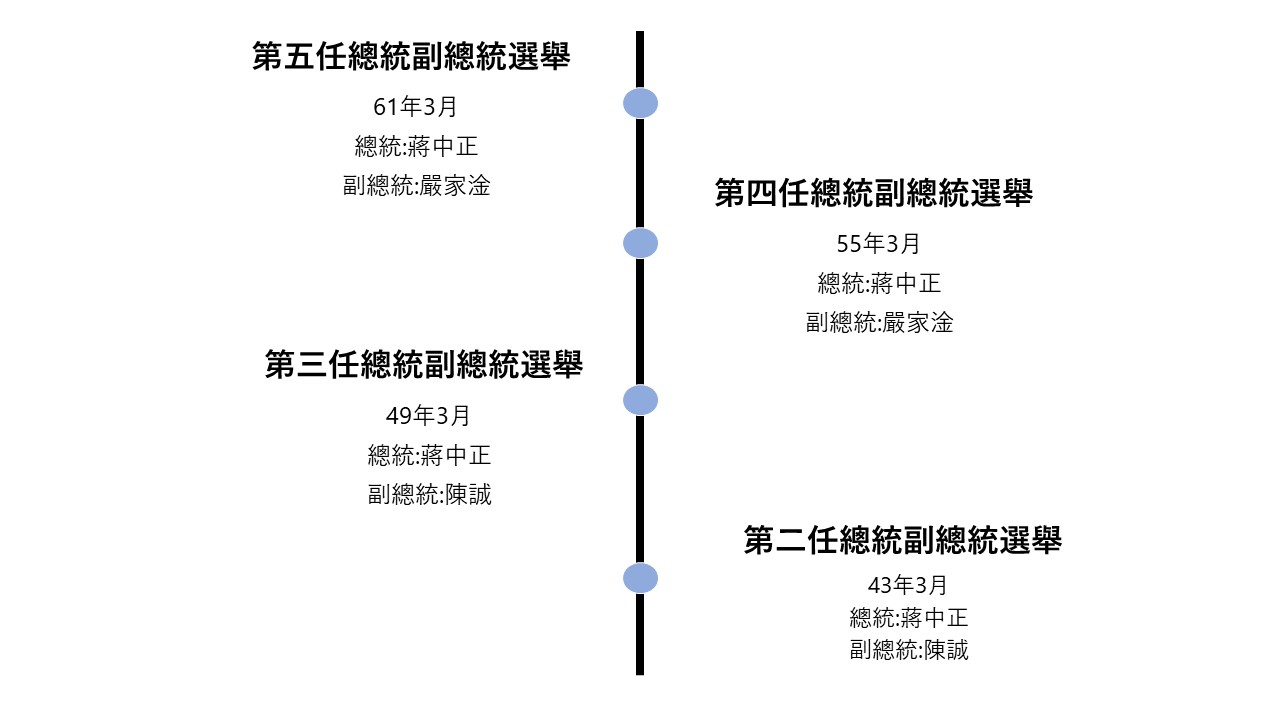 第五任總統副總統選舉
61年3月
總統:蔣中正
副總統:嚴家淦
第四任總統副總統選舉
55年3月
總統:蔣中正
副總統:嚴家淦
第三任總統副總統選舉
49年3月
總統:蔣中正
副總統:陳誠
第二任總統副總統選舉
43年3月
總統:蔣中正
副總統:陳誠